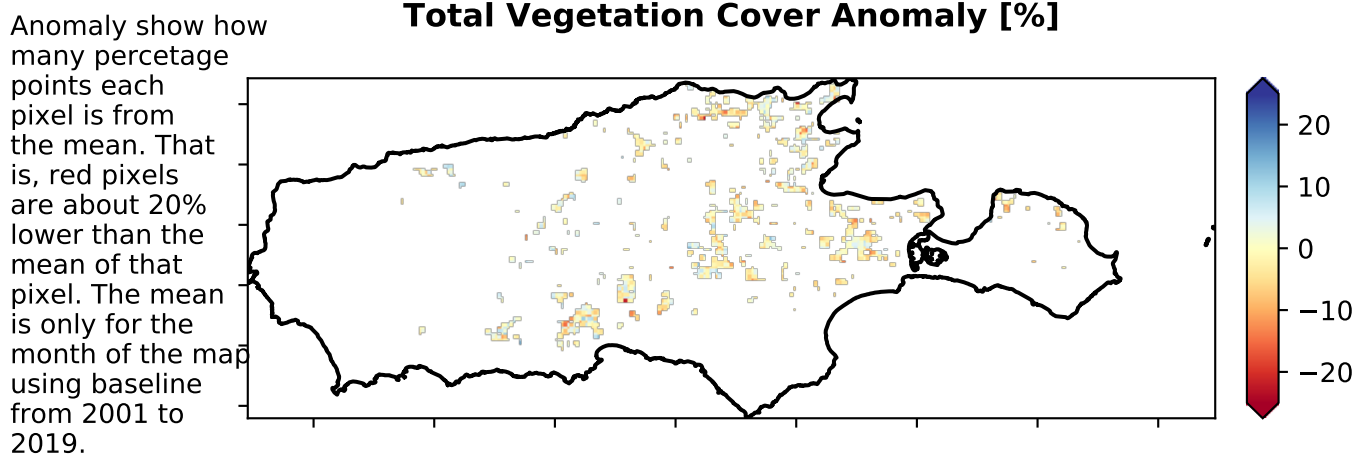 Total Vegetation Cover Anomaly [%]
Anomaly show how
many percetage
points each
pixel is from
the mean. That
is, red pixels
are about 20%
lower than the
mean of that
pixel. The mean
is only for the
month of the map
using baseline
from 2001 to
2019.
20
10
0
−10
−20